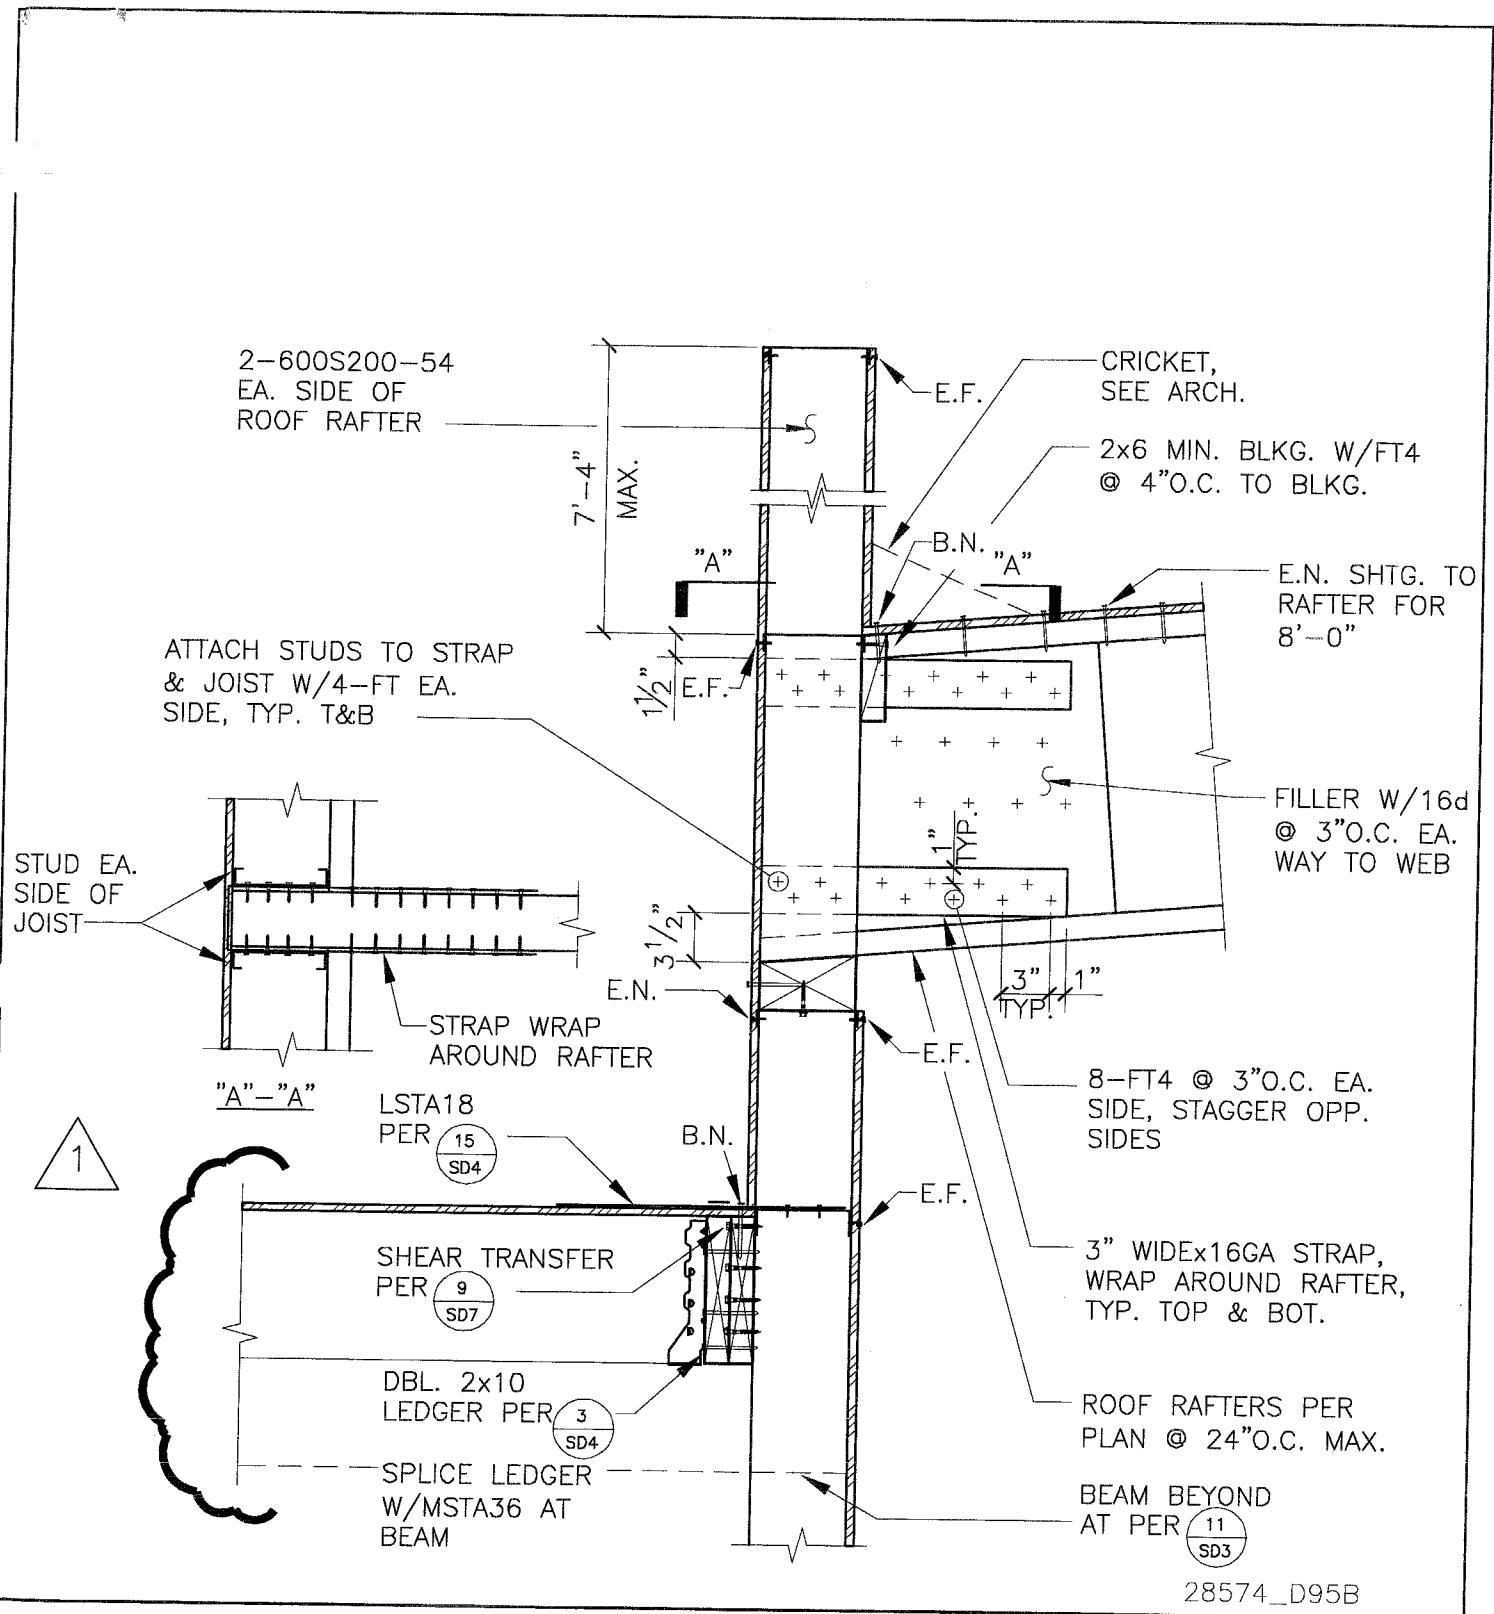 2-600S200-54
EA. SIDE OF
ROOF RAFTER
7'-4"
MAX.
E.F.
CRICKET,
SEE ARCH.
2x6 MIN. BLKG. W/FT4
@ 4"O.C. TO BLKG.
"A"
B.N.
"A"
E.N. SHTG. TO
RAFTER FOR
8'-0"
ATTACH STUDS TO STRAP
& JOIST W/4-FT EA.
SIDE, TYP. T&B
1½"
E.F.
FILLER W/16d
@ 3"O.C. EA.
WAY TO WEB
1"
TYP.
STUD EA.
SIDE OF
JOIST
3 1/2"
3"
TYP.
1"
E.N.
STRAP WRAP
AROUND RAFTER
E.F.
"A"-"A"
8-FT4 @ 3"O.C. EA.
SIDE, STAGGER OPP.
SIDES
1
LSTA18
PER 15
SD4
B.N.
E.F.
SHEAR TRANSFER
PER 9
SD7
3" WIDEx16GA STRAP,
WRAP AROUND RAFTER,
TYP. TOP & BOT.
DBL. 2x10
LEDGER PER 3
SD4
ROOF RAFTERS PER
PLAN @ 24"O.C. MAX.
SPLICE LEDGER
W/MSTA36 AT
BEAM
BEAM BEYOND
AT PER 11
SD3
28574_D95B